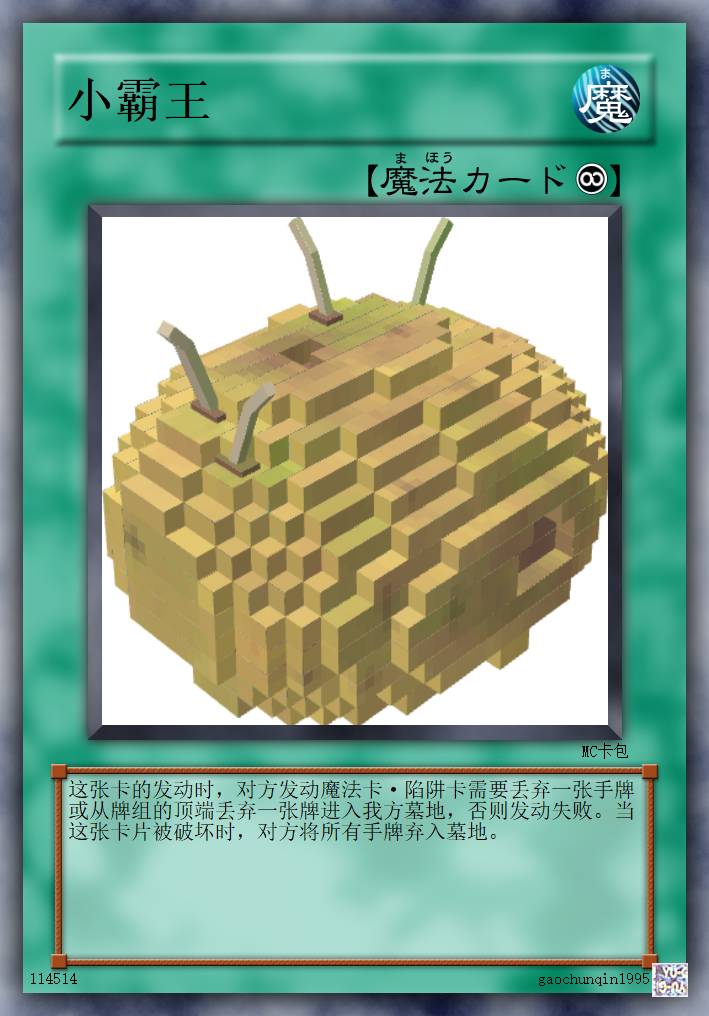 小霸王
ま
魔
ま ほう
【魔法カード♾】
MC卡包
这张卡的发动时，对方发动魔法卡·陷阱卡需要丢弃一张手牌
或从牌组的顶端丢弃一张牌进入我方墓地，否则发动失败。当
这张卡片被破坏时，对方将所有手牌弃入墓地。
114514
gaochunqin1995